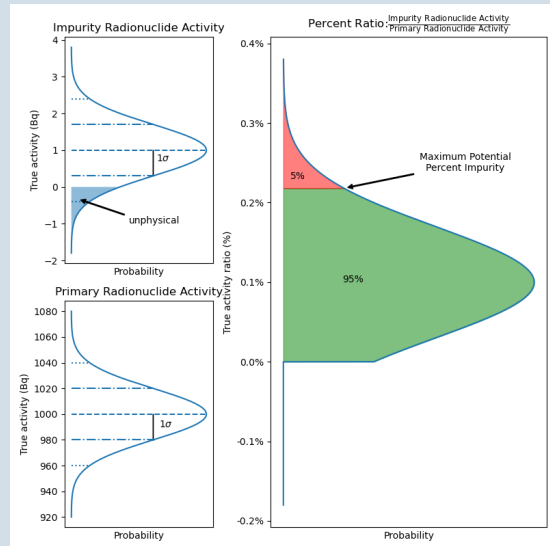 Impurity Radionuclide Activity
4
3
2
1
0
−1
−2
True activity (Bq)
1σ
unphysical
Probability
Primary Radionuclide Activity
1080
1060
1040
1020
1000
980
960
940
920
True activity (Bq)
1σ
Probability
Percent Ratio: Impurity Radionuclide Activity
Primary Radionuclide Activity
0.4%
0.3%
0.2%
0.1%
0.0%
-0.1%
-0.2%
True activity ratio (%)
5%
Maximum Potential
Percent Impurity
95%
Probability